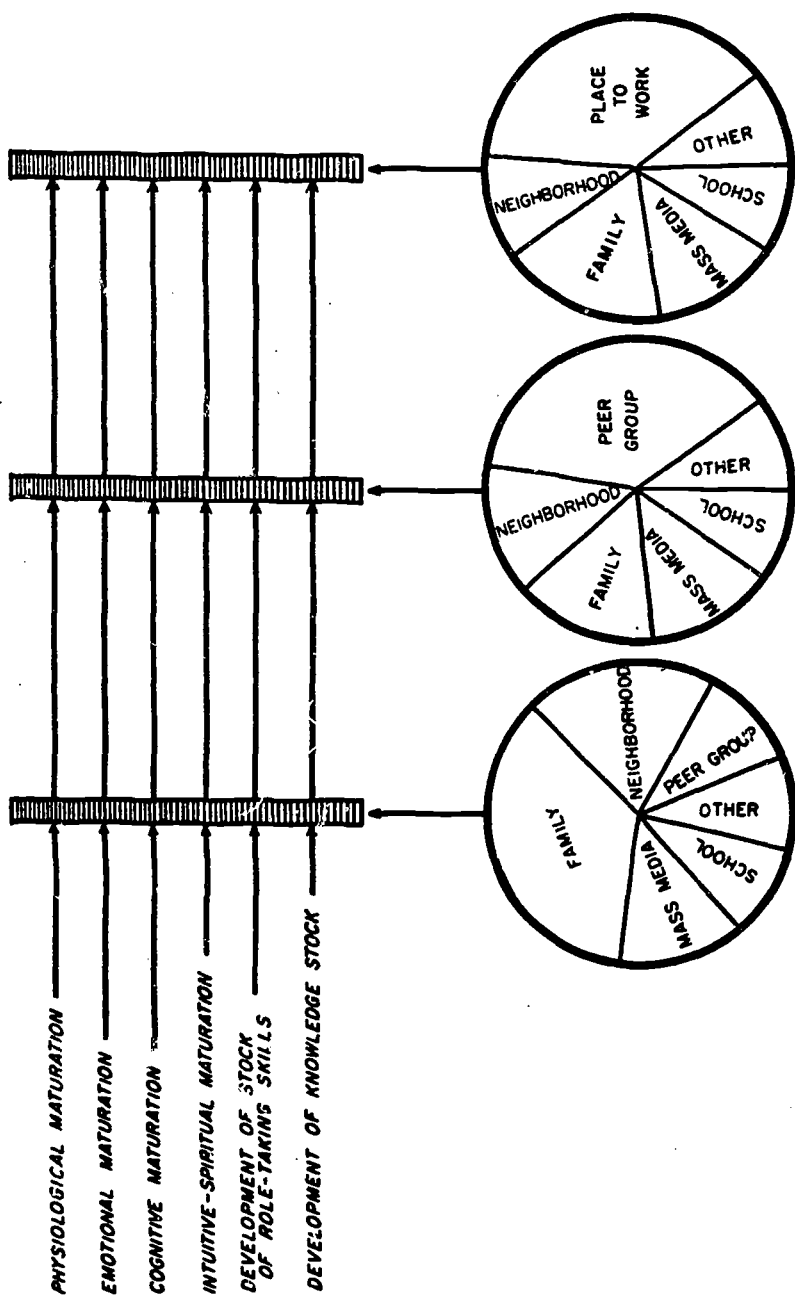 PHYSIOLOGICAL MATURATION
EMOTIONAL MATURATION
COGNITIVE MATURATION
INTUITIVE-SPIRITUAL MATURATION
DEVELOPMENT OF STOCK
OF ROLE-TAKING SKILLS
DEVELOPMENT OF KNOWLEDGE STOCK
FAMILY
NEIGHBORHOOD
PEER GROUP
OTHER
SCHOOL
MASS MEDIA
PEER
GROUP
OTHER
SCHOOL
MASS MEDIA
FAMILY
NEIGHBORHOOD
PLACE
TO
WORK
OTHER
SCHOOL
MASS MEDIA
FAMILY
NEIGHBORHOOD